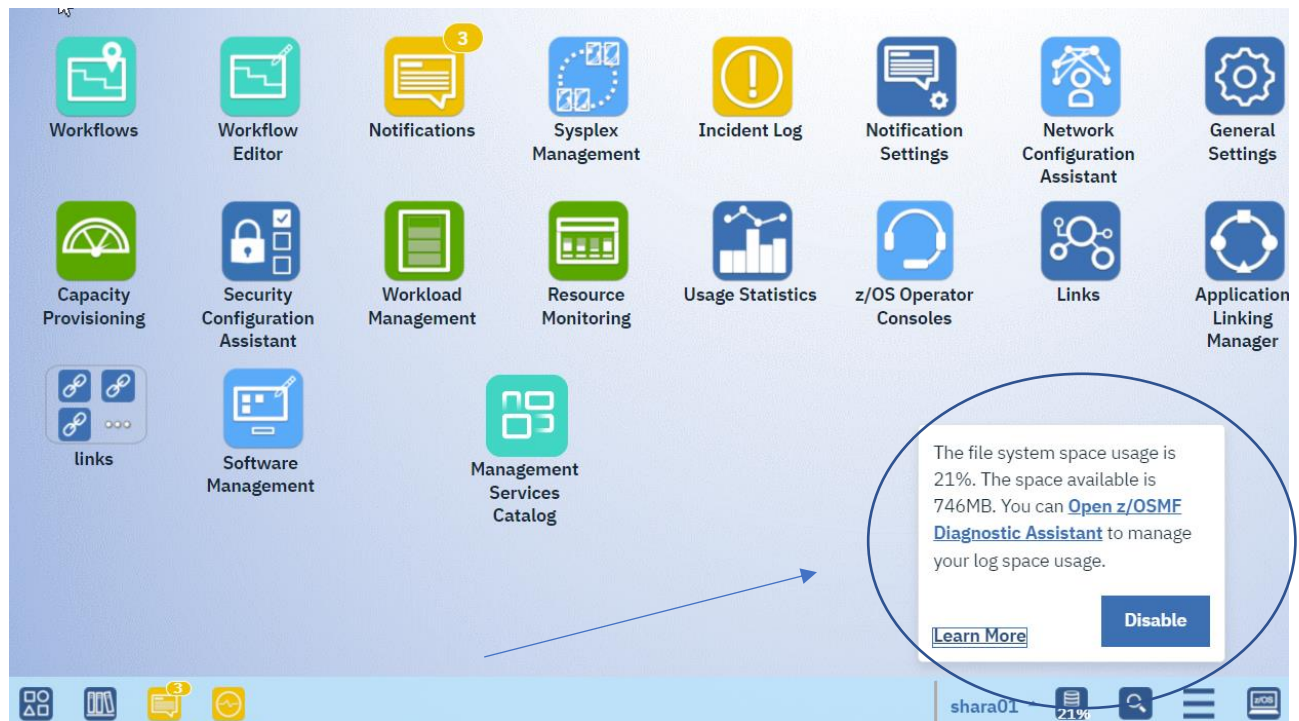 3
Workflows
Workflow
Editor
Notifications
Sysplex
Management
Incident Log
Notification
Settings
Network
Configuration
Assistant
General
Settings
Capacity
Provisioning
Security
Configuration
Assistant
Workload
Management
Resource
Monitoring
Usage Statistics
z/OS Operator
Consoles
Links
Application
Linking
Manager
links
Software
Management
Management
Services
Catalog
The file system space usage is
21%. The space available is
746MB. You can Open z/OSMF
Diagnostic Assistant to manage
your log space usage.
Learn More
Disable
3
shara01
21%
z/OS